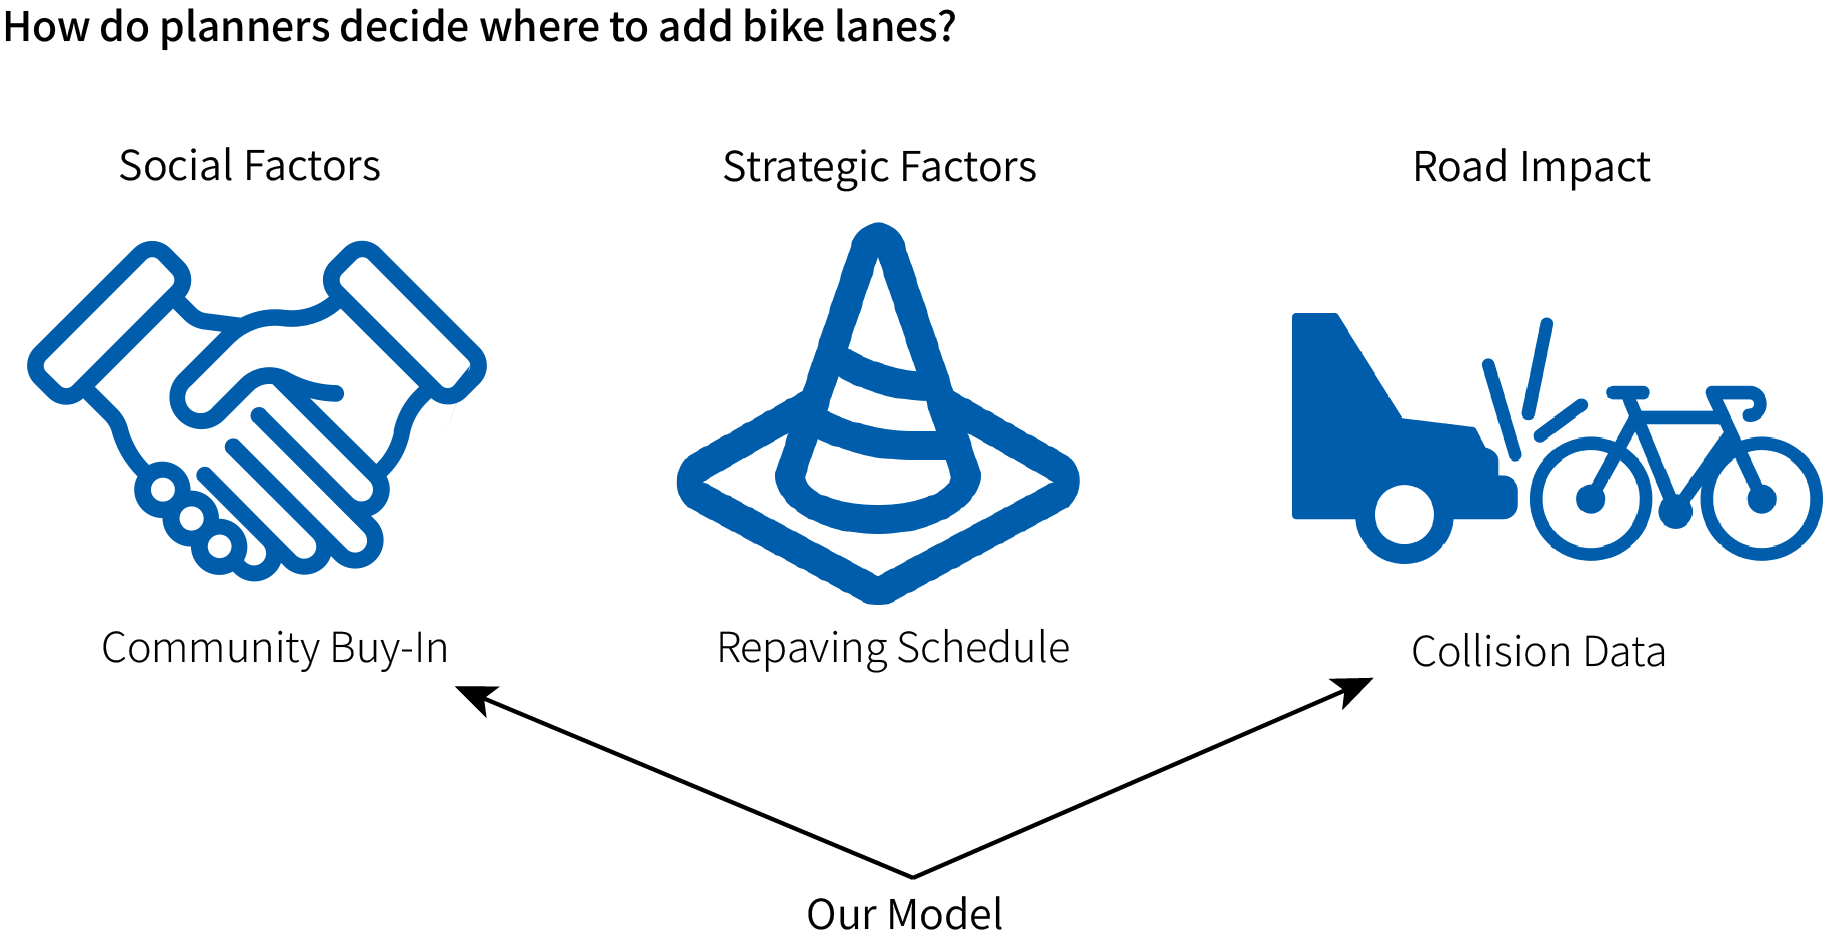 How do planners decide where to add bike lanes?
Social Factors
Strategic Factors
Road Impact
Community Buy-In
Repaving Schedule
Collision Data
Our Model